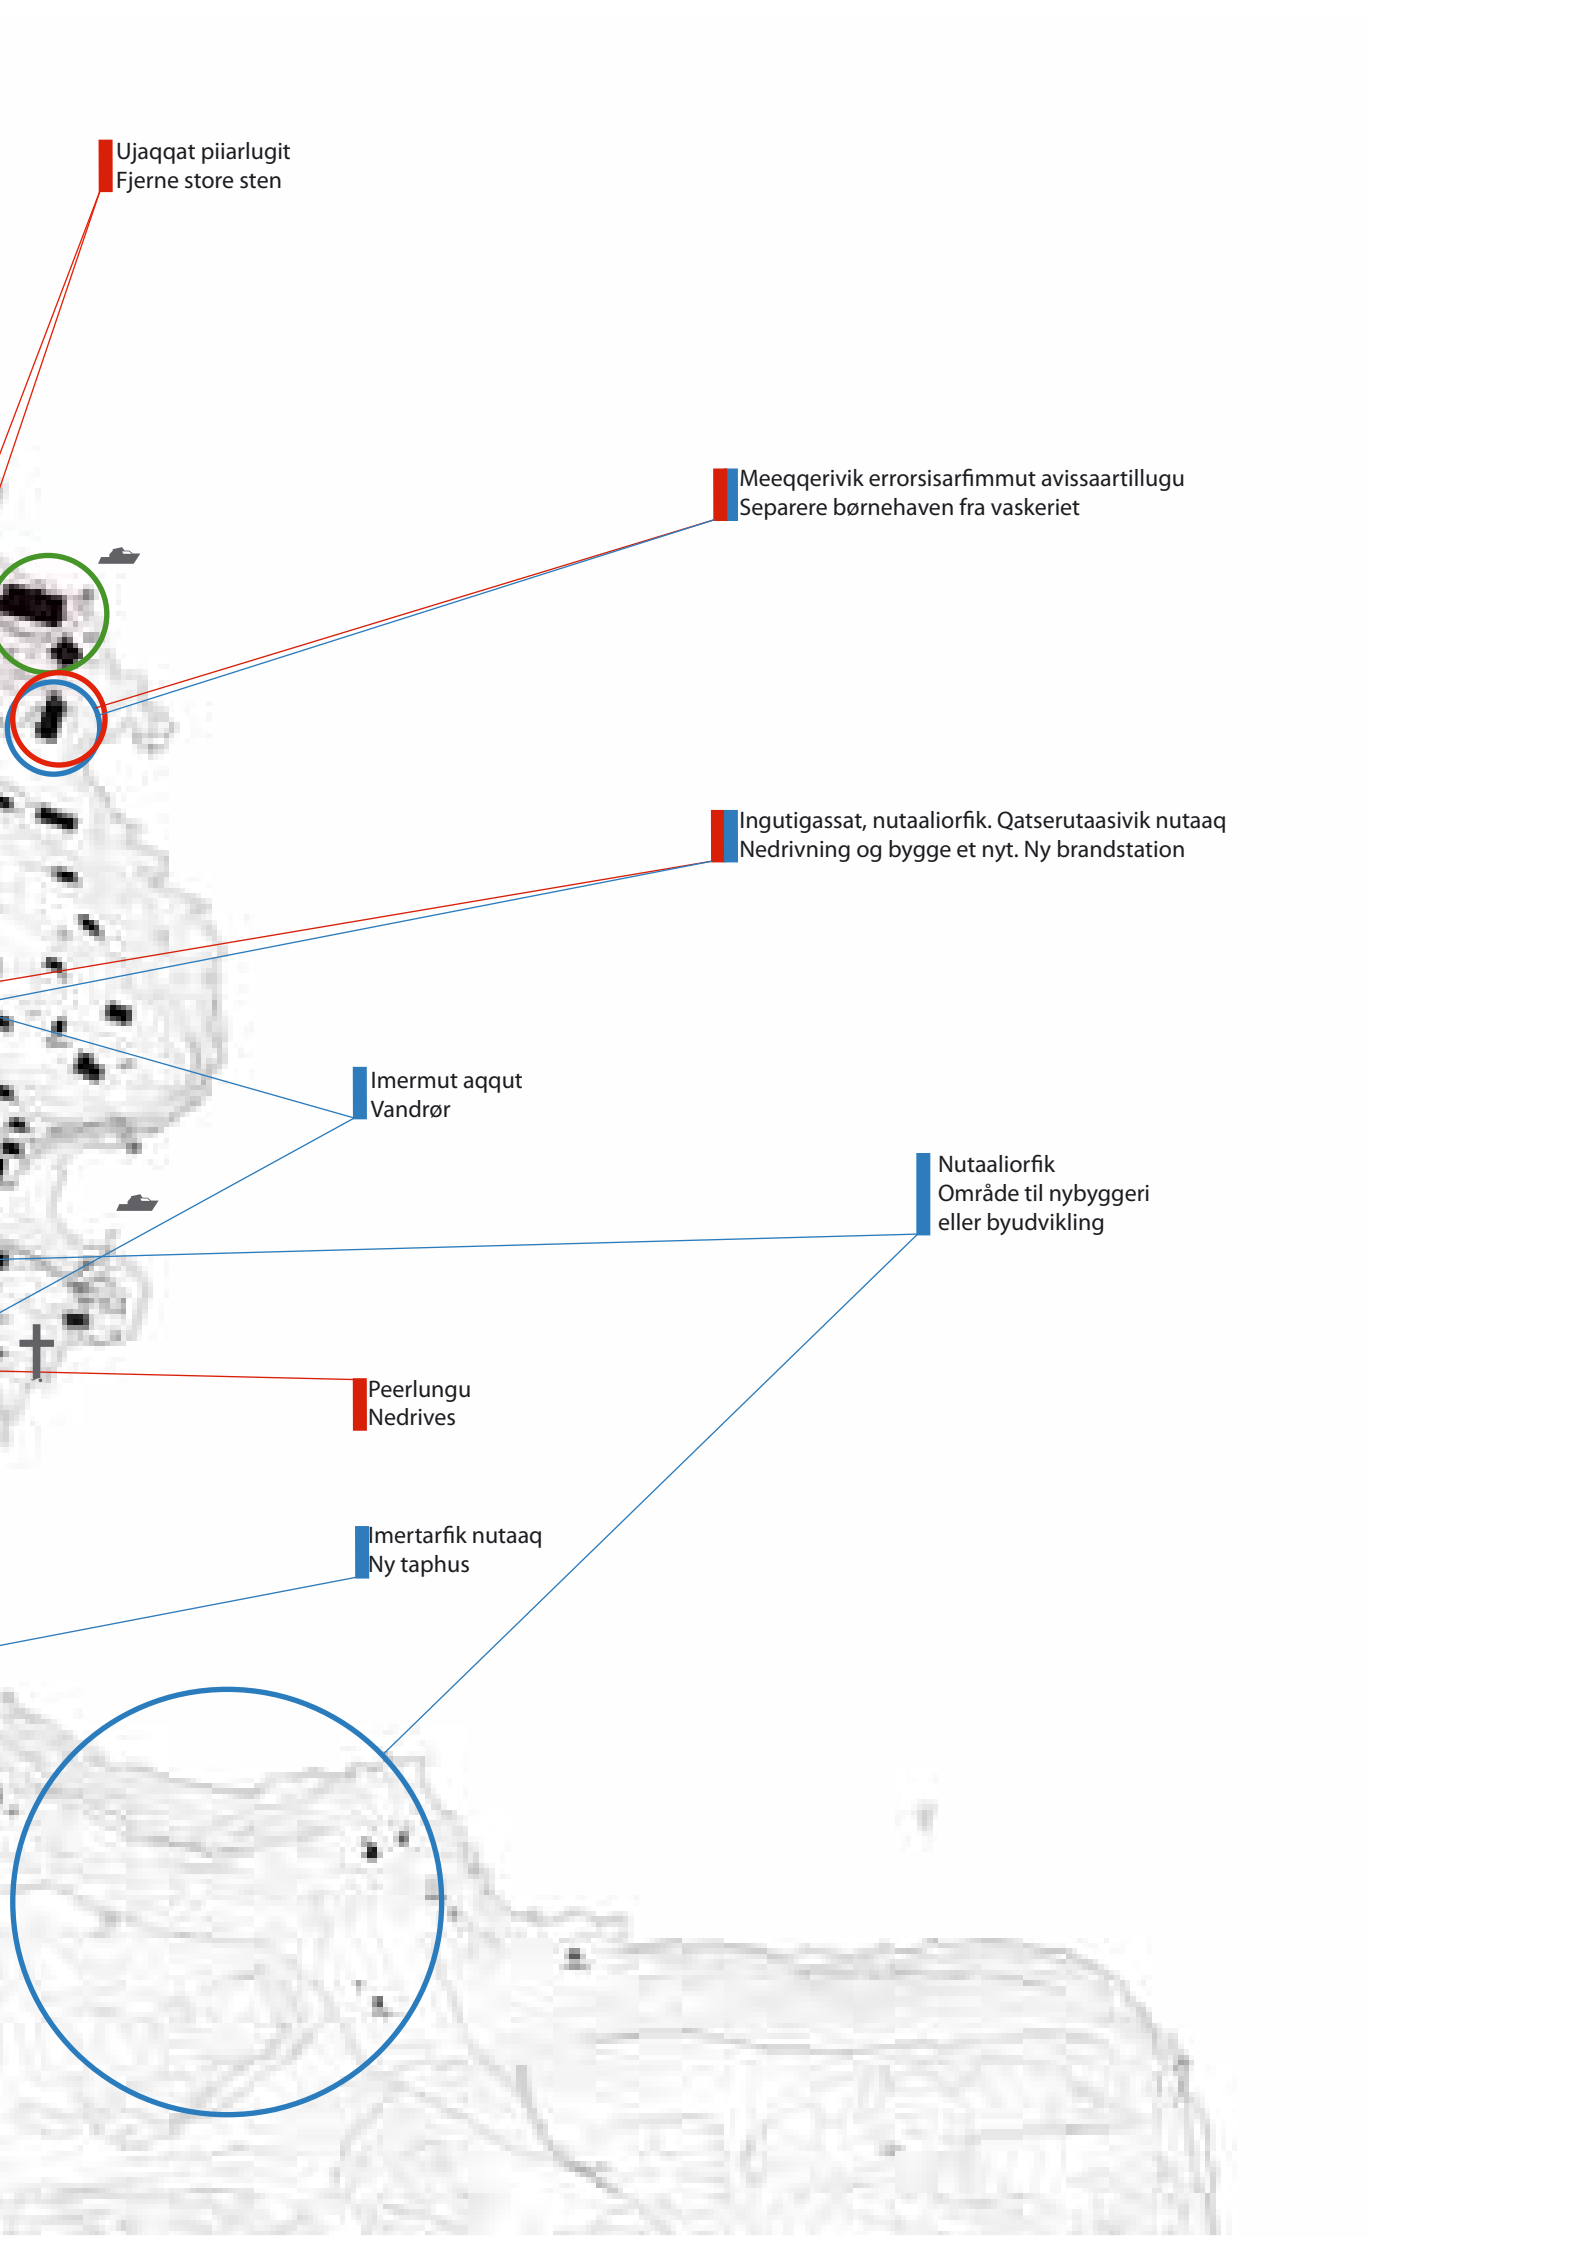 Ujaqqat piiarlugit
Fjerne store sten
Meeqqerivik errorsisarfimmut avissaartillugu
Separere børnehaven fra vaskeriet
Ingutigassat, nutaaliorfik. Qatserutaasivik nutaaq
Nedrivning og bygge et nyt. Ny brandstation
Imermut aqqut
Vandrør
Nutaaliorfik
Område til nybyggeri
eller byudvikling
Peerlungu
Nedrives
Imertarfik nutaaq
Ny taphus